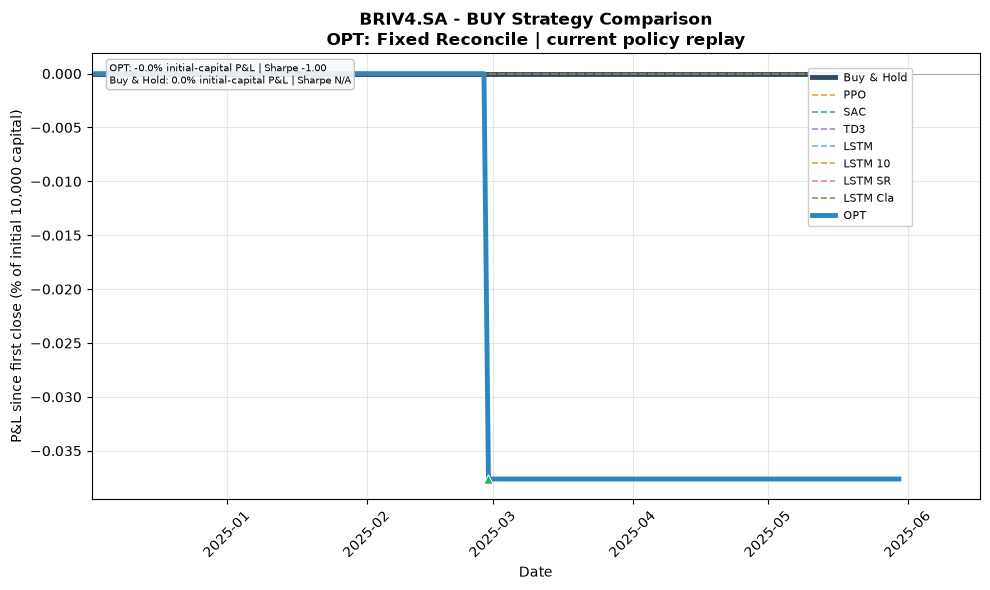 BRIV4.SA - BUY Strategy Comparison
OPT: Fixed Reconcile | current policy replay
OPT: -0.0% initial-capital P&L | Sharpe -1.00
Buy & Hold: 0.0% initial-capital P&L | Sharpe N/A
Buy & Hold
PPO
SAC
TD3
LSTM
LSTM 10
LSTM SR
LSTM Cla
OPT
P&L since first close (% of initial 10,000 capital)
0.000
−0.005
−0.010
−0.015
−0.020
−0.025
−0.030
−0.035
2025-01
2025-02
2025-03
2025-04
2025-05
2025-06
Date